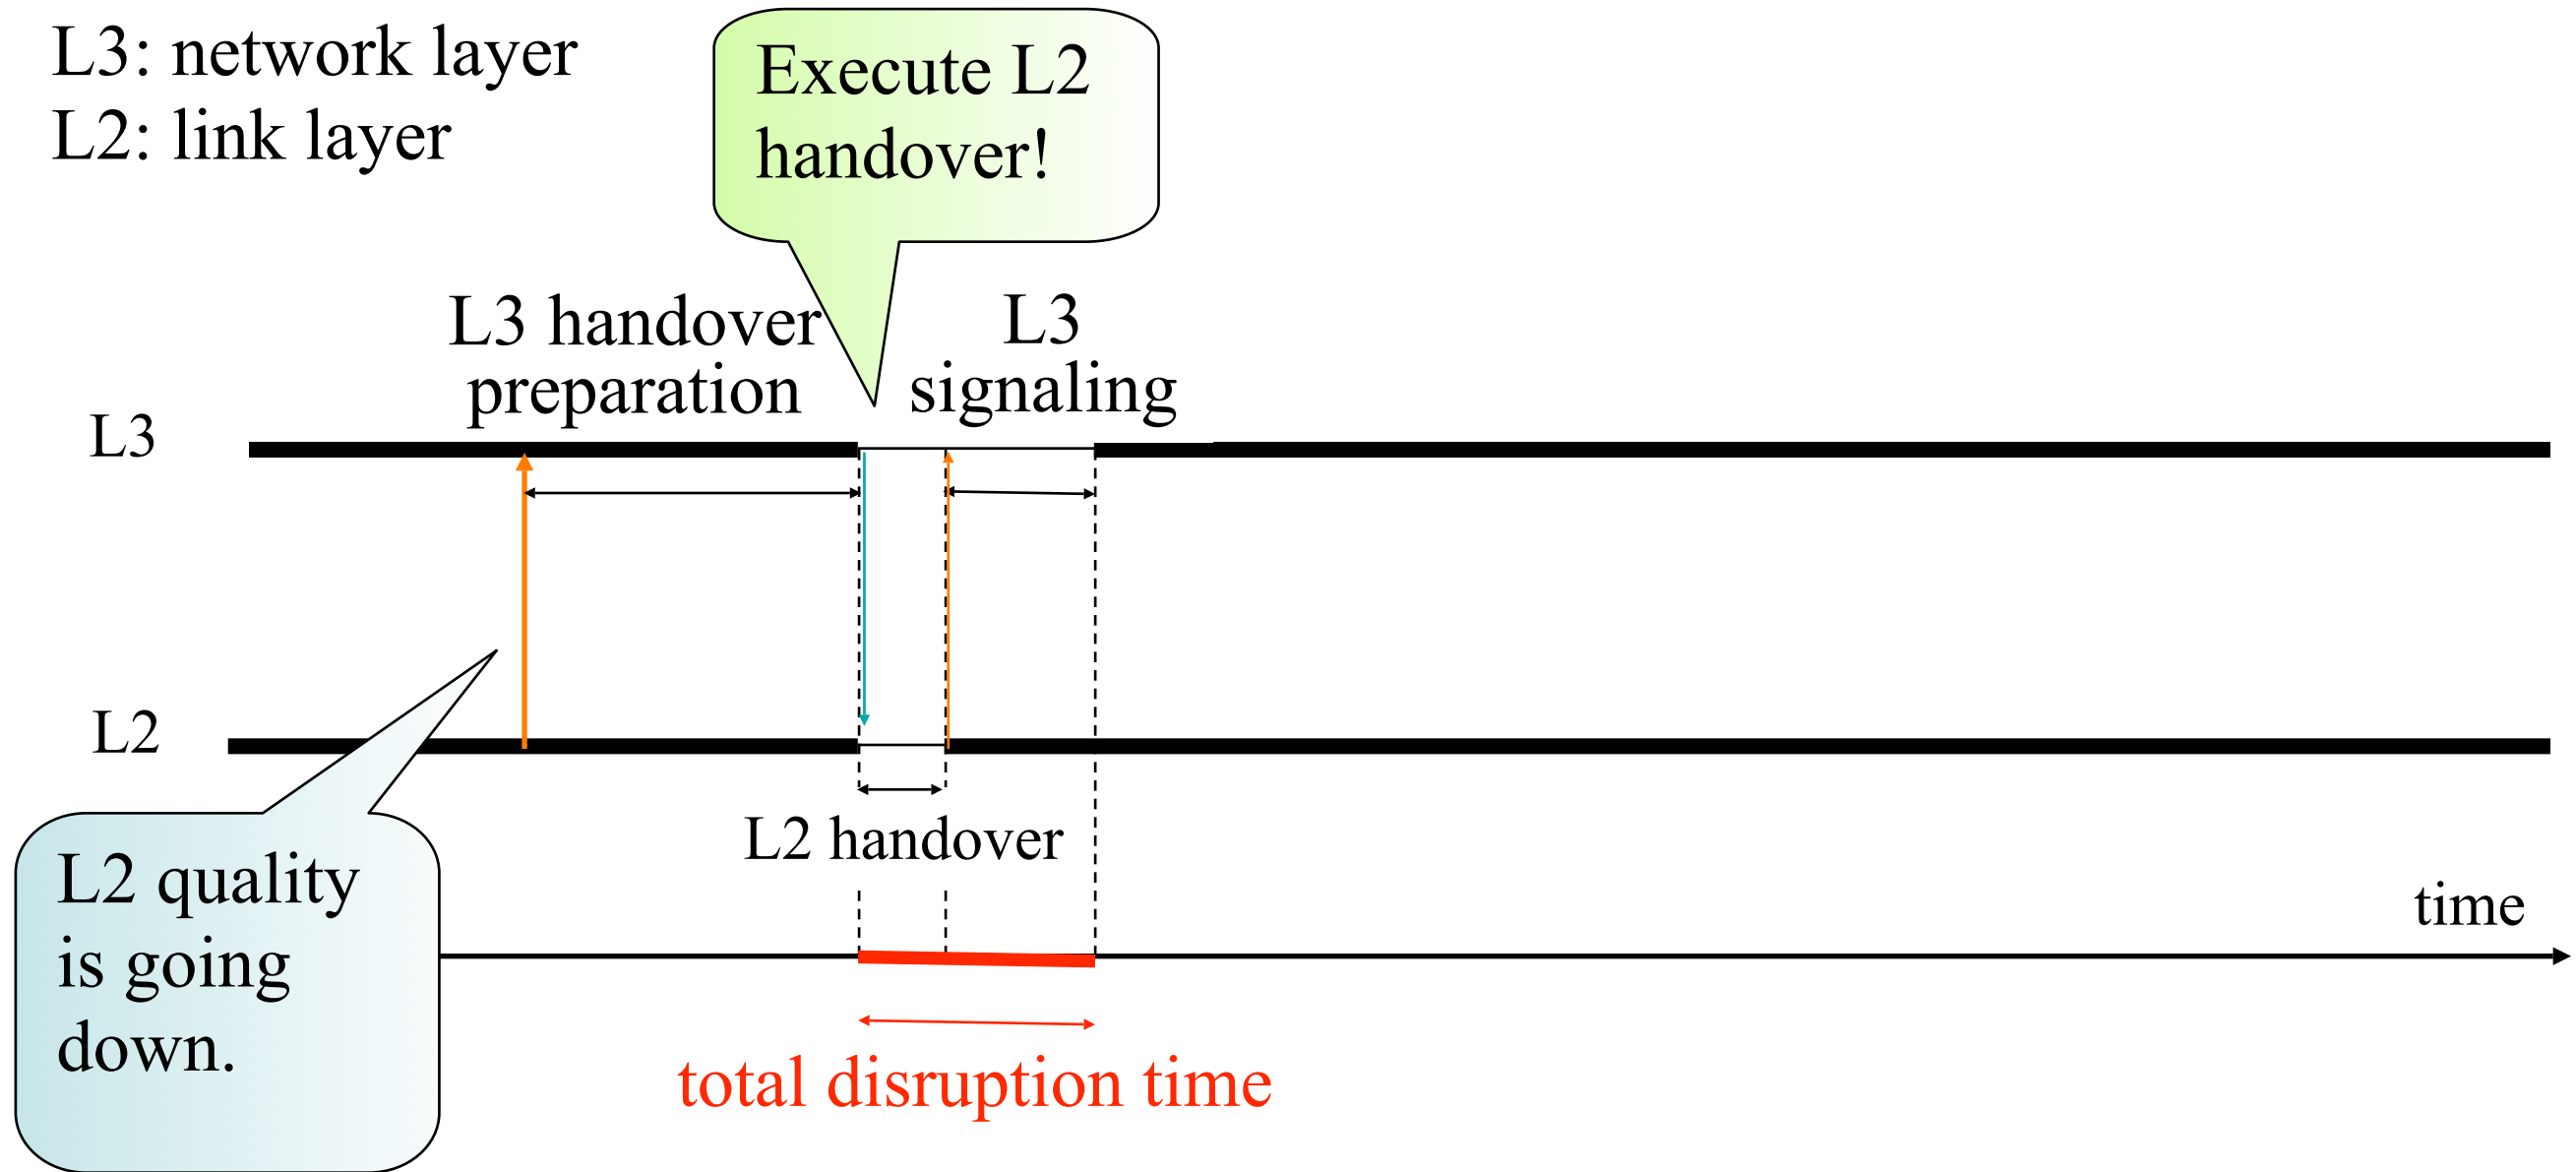 L3: network layer
L2: link layer
Execute L2
handover!
L3 handover
preparation
L3
signaling
L3
L2
L2 handover
L2 quality
is going
down.
time
total disruption time